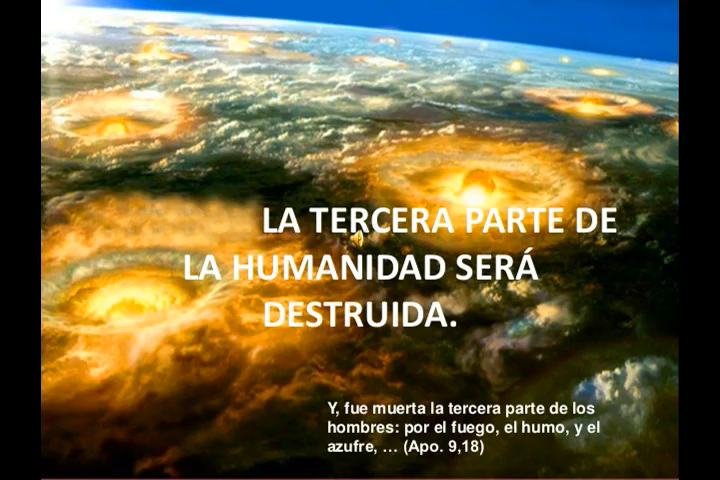 LA TERCERA PARTE DE
LA HUMANIDAD SERÁ
DESTRUIDA.
Y, fue muerta la tercera parte de los
hombres: por el fuego, el humo, y el
azufre, ... (Apo. 9,18)